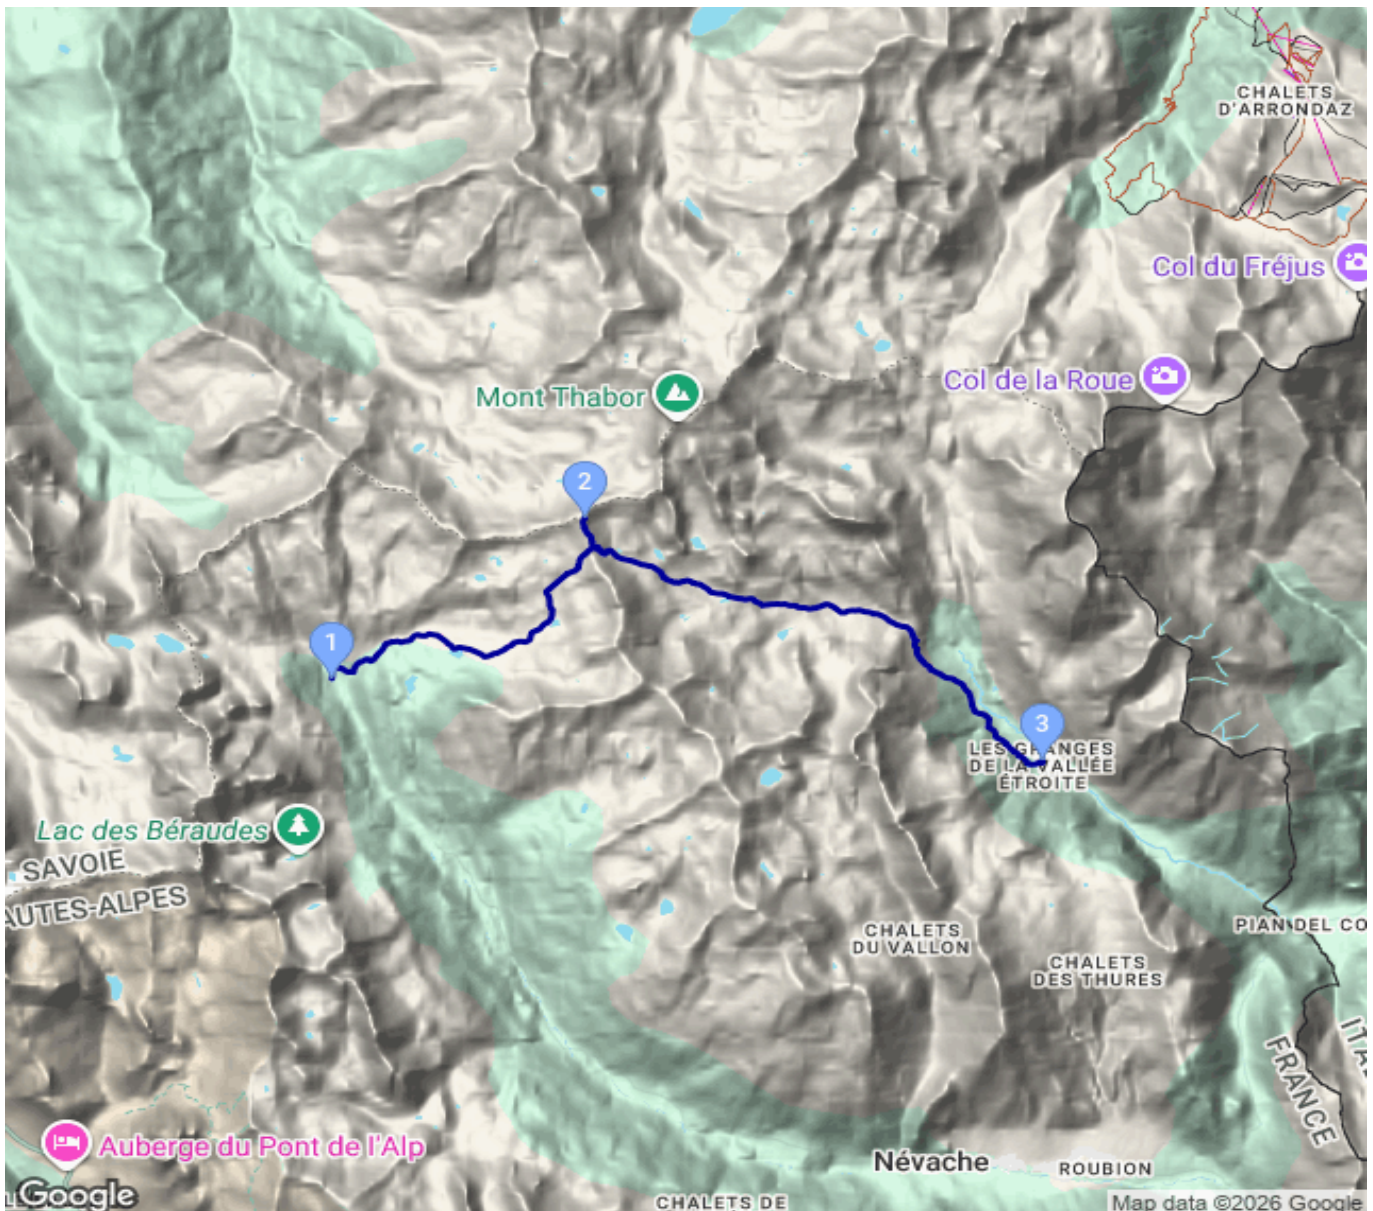 CHALETS
D'ARRONDAZ
Col du Fréjus
Col de la Roue
Mont Thabor
2
1
3
LES GRANGES
DE LA VALLÉE
ÉTROITE
Lac des Béraudes
SAVOIE
AUTES-ALPES
CHALETS
DU VALLON
PIAN DEL CO
CHALETS
DES THURES
ITA
FRANCE
Auberge du Pont de l'Alp
Névache
ROUBION
Google
CHALETS DE
Map data ©2026 Google